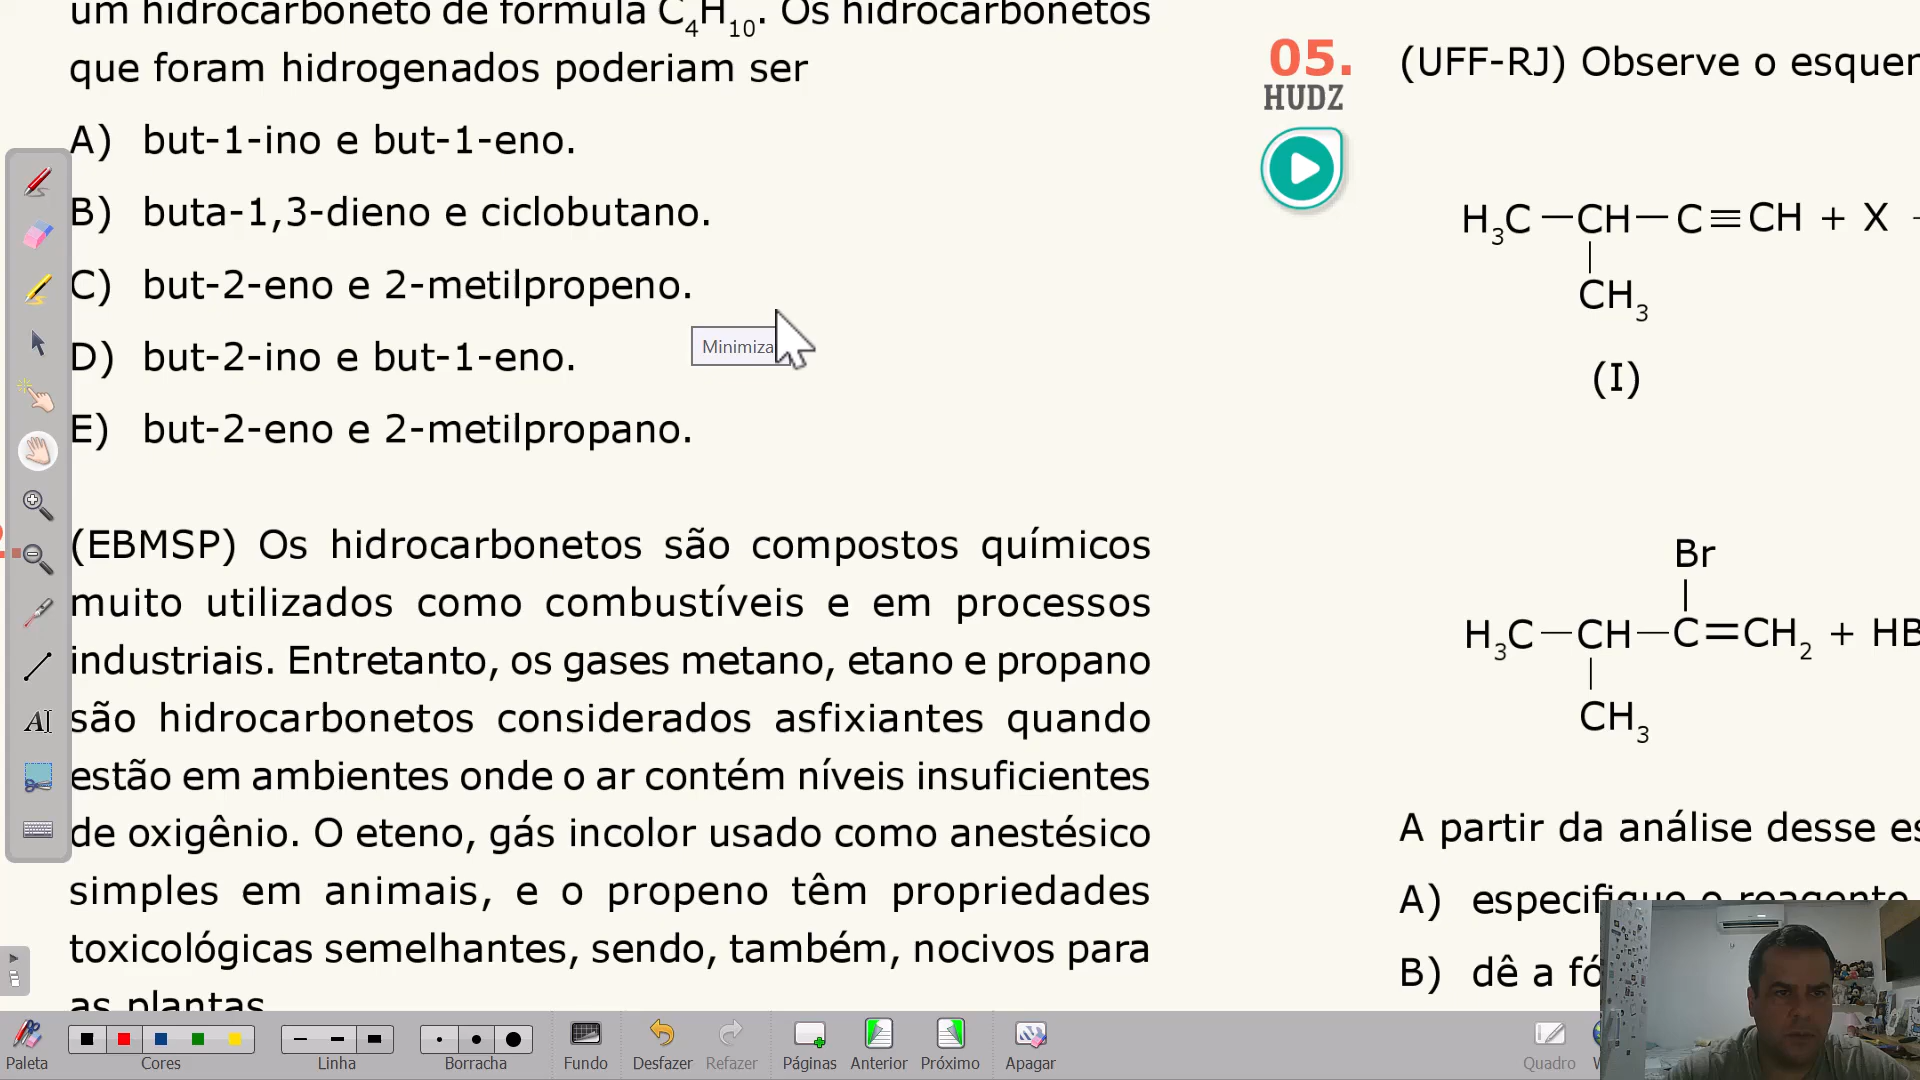 um hidrocarboneto de fórmula C4H10. Os hidrocarbonetos
que foram hidrogenados poderiam ser
A) but-1-ino e but-1-eno.
B) buta-1,3-dieno e ciclobutano.
C) but-2-eno e 2-metilpropeno.
Minimiza
D) but-2-ino e but-1-eno.
E) but-2-eno e 2-metilpropano.
(EBMSP) Os hidrocarbonetos são compostos químicos
muito utilizados como combustíveis e em processos
industriais. Entretanto, os gases metano, etano e propano
são hidrocarbonetos considerados asfixiantes quando
estão em ambientes onde o ar contém níveis insuficientes
de oxigênio. O eteno, gás incolor usado como anestésico
simples em animais, e o propeno têm propriedades
toxicológicas semelhantes, sendo, também, nocivos para
as plantas
05. (UFF-RJ) Observe o esquem
HUDZ
H3C—CH—C≡CH + X
CH3
(I)
Br
H3C—CH—C=CH2 + HB
CH3
A partir da análise desse es
A) especifique o reagente
B) dê a fó
AI
Paleta
Cores
Linha
Borracha
Fundo
Desfazer
Refazer
Páginas
Anterior
Próximo
Apagar
Quadro